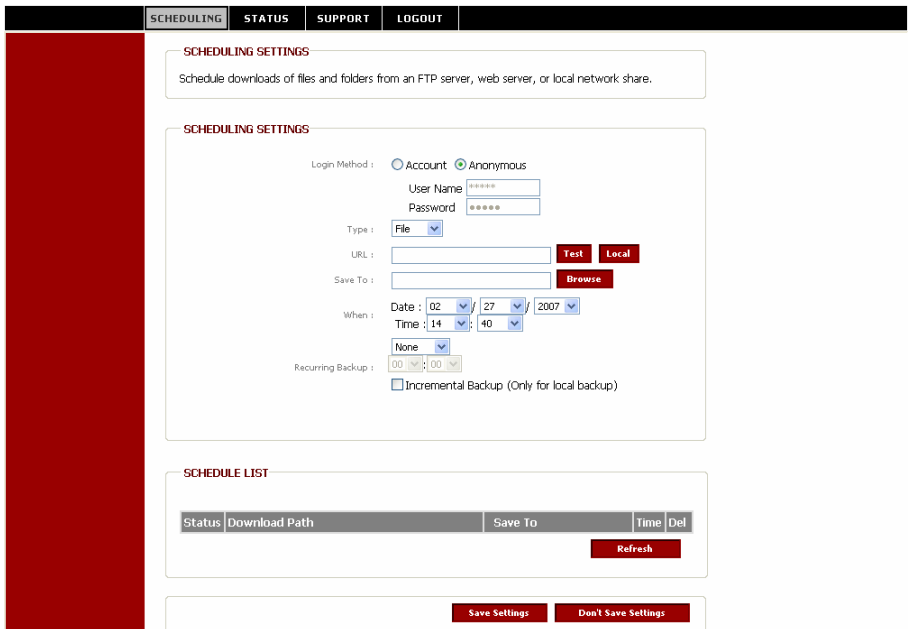 SCHEDULING STATUS SUPPORT LOGOUT
SCHEDULING SETTINGS
Schedule downloads of files and folders from an FTP server, web server, or local network share.
SCHEDULING SETTINGS
Login Method : Account Anonymous
User Name *****
Password •••••
Type : File
URL : Test Local
Save To : Browse
When : Date : 02 / 27 / 2007
Time : 14 : 40
None
Recurring Backup : 00 : 00
Incremental Backup (Only for local backup)
SCHEDULE LIST
Status Download Path Save To Time Del
Refresh
Save Settings Don't Save Settings